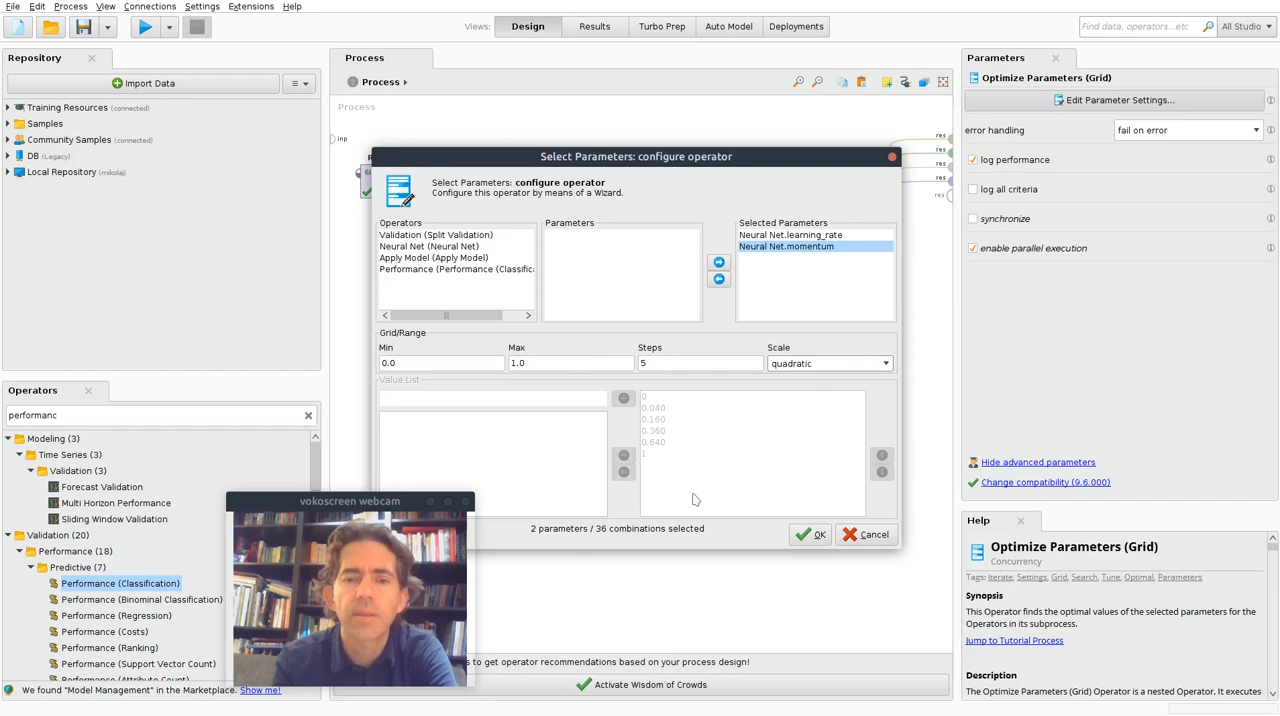 File Edit Process View Connections Settings Extensions Help
Views: Design Results Turbo Prep Auto Model Deployments
Find data, operators...etc All Studio
Repository
Import Data
Training Resources (connected)
Samples
Community Samples (connected)
DB (Legacy)
Local Repository (mikolaj)
Operators
performanc
Modeling (3)
Time Series (3)
Validation (3)
Forecast Validation
Multi Horizon Performance
Sliding Window Validation
Validation (20)
Performance (18)
Predictive (7)
Performance (Classification)
Performance (Binominal Classification)
Performance (Regression)
Performance (Costs)
Performance (Ranking)
Performance (Support Vector Count)
Performance (Attribute Count)
We found "Model Management" in the Marketplace. Show me!
Process
Process
Process
inp
res
res
res
res
res
Select Parameters: configure operator
Select Parameters: configure operator
Configure this operator by means of a Wizard.
Operators
Validation (Split Validation)
Neural Net (Neural Net)
Apply Model (Apply Model)
Performance (Performance (Classifica
Parameters
Selected Parameters
Neural Net.learning_rate
Neural Net.momentum
Grid/Range
Min Max Steps Scale
0.0 1.0 5 quadratic
Value List
0
0.040
0.160
0.360
0.640
1
2 parameters / 36 combinations selected
OK Cancel
vokoscreen webcam
s to get operator recommendations based on your process design!
Activate Wisdom of Crowds
Parameters
Optimize Parameters (Grid)
Edit Parameter Settings...
error handling fail on error
log performance
log all criteria
synchronize
enable parallel execution
Hide advanced parameters
Change compatibility (9.6.000)
Help
Optimize Parameters (Grid)
Concurrency
Tags: Iterate, Settings, Grid, Search, Tune, Optimal, Parameters
Synopsis
This Operator finds the optimal values of the selected parameters for the
Operators in its subprocess.
Jump to Tutorial Process
Description
The Optimize Parameters (Grid) Operator is a nested Operator. It executes